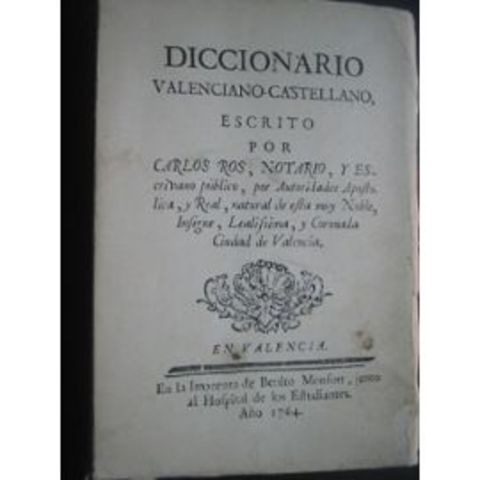 DICCIONARIO
VALENCIANO-CASTELLANO,
ESCRITO
POR
CARLOS ROS, NOTARIO, Y ES-
crivano público, por Autoridades Aposto-
lica, y Real, natural de esta muy Noble,
Insigne, Lealissima, y Coronada
Ciudad de Valencia.
EN VALENCIA.
En la Imprenta de Benito Monfort, junto
al Hospital de los Estudiantes.
Año 1764.